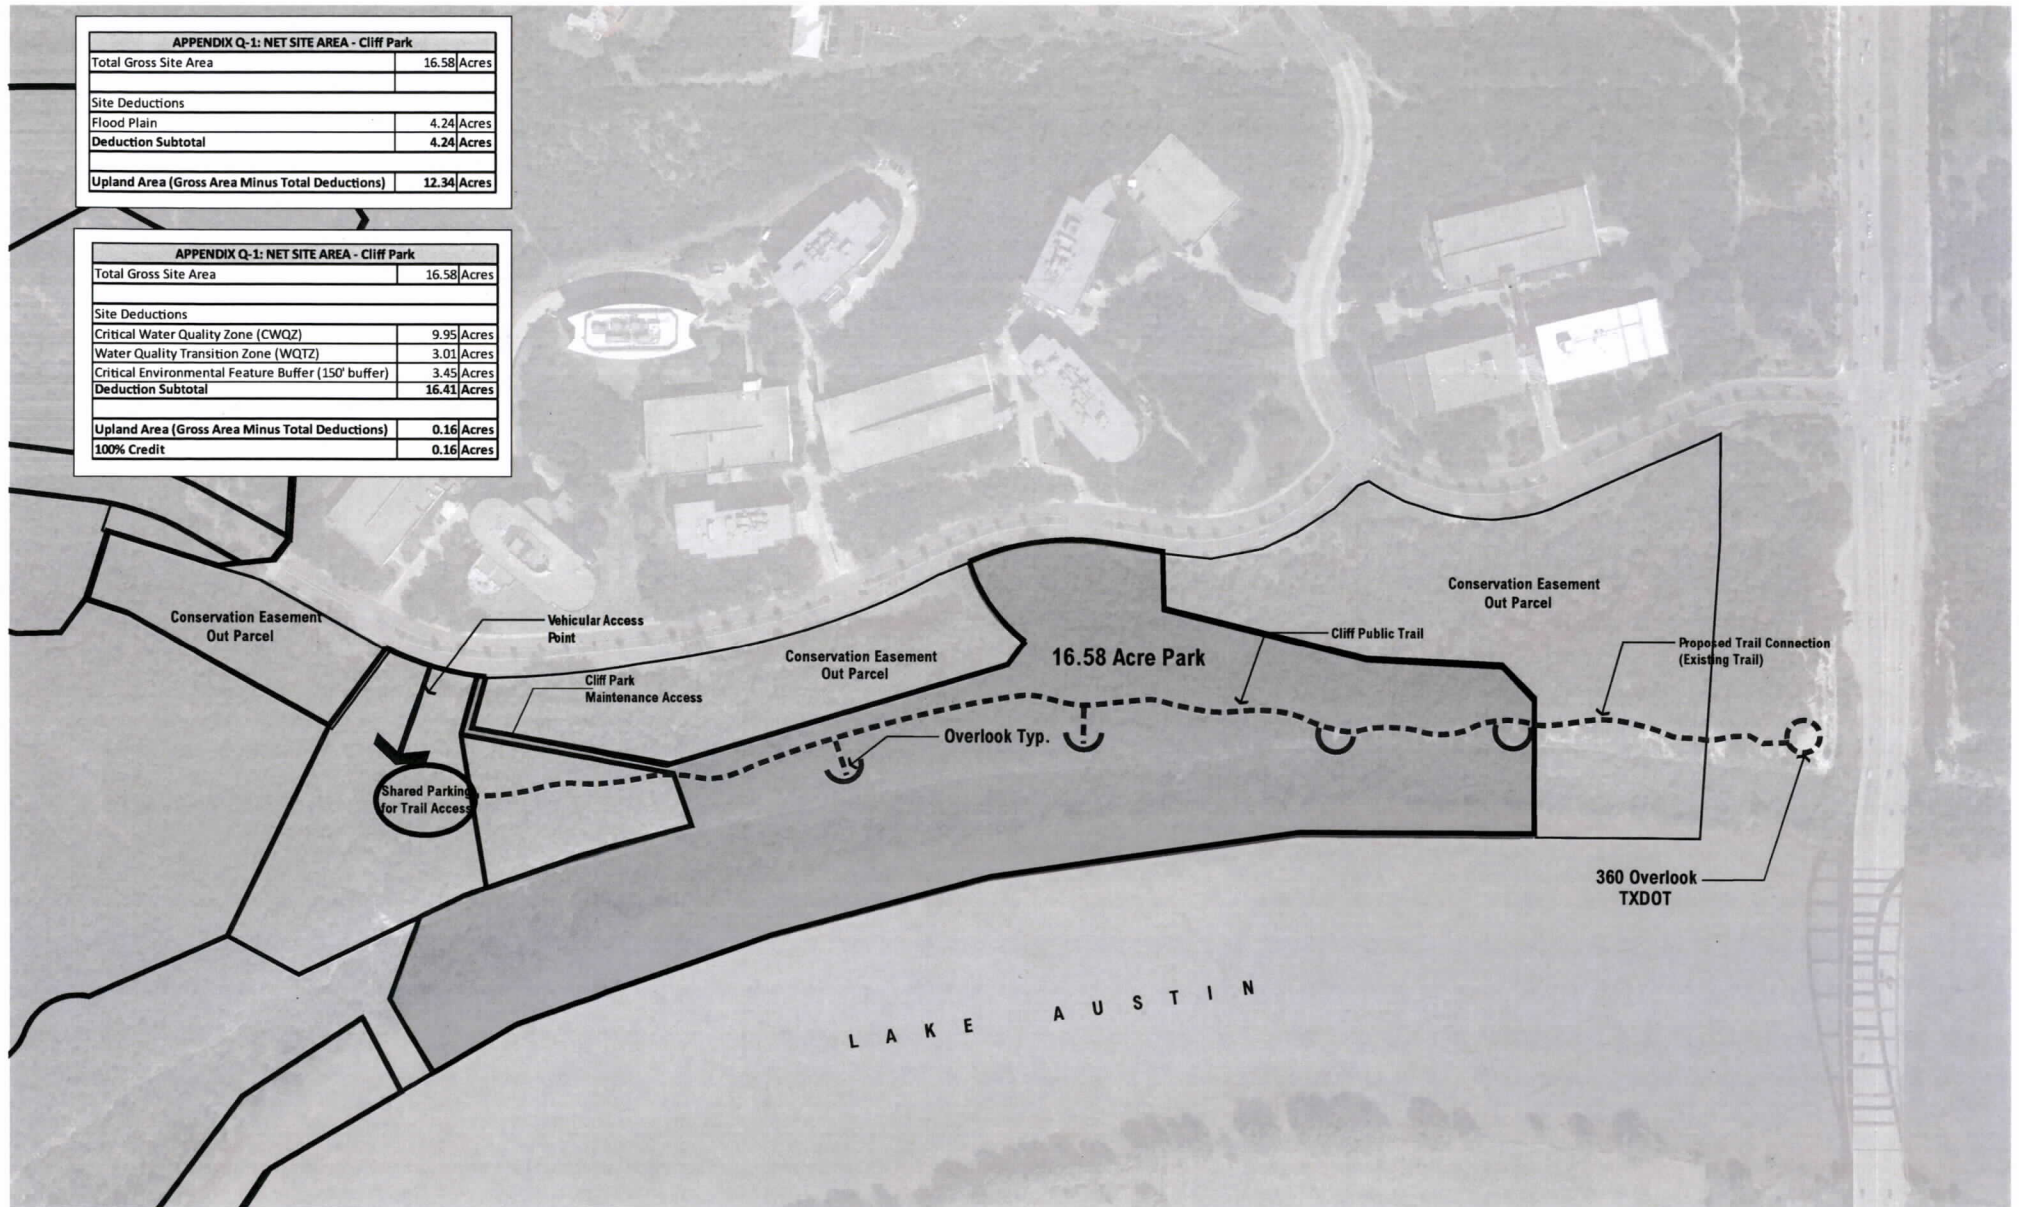 APPENDIX Q-1: NET SITE AREA - Cliff Park
Total Gross Site Area 16.58 Acres
Site Deductions
Flood Plain 4.24 Acres
Deduction Subtotal 4.24 Acres
Upland Area (Gross Area Minus Total Deductions) 12.34 Acres
APPENDIX Q-1: NET SITE AREA - Cliff Park
Total Gross Site Area 16.58 Acres
Site Deductions
Critical Water Quality Zone (CWQZ) 9.95 Acres
Water Quality Transition Zone (WQTZ) 3.01 Acres
Critical Environmental Feature Buffer (150' buffer) 3.45 Acres
Deduction Subtotal 16.41 Acres
Upland Area (Gross Area Minus Total Deductions) 0.16 Acres
100% Credit 0.16 Acres
Conservation Easement
Out Parcel
Vehicular Access
Point
Cliff Park
Maintenance Access
Conservation Easement
Out Parcel
16.58 Acre Park
Conservation Easement
Out Parcel
Cliff Public Trail
Proposed Trail Connection
(Existing Trail)
Overlook Typ.
Shared Parking
for Trail Access
360 Overlook
TXDOT
LAKE AUSTIN